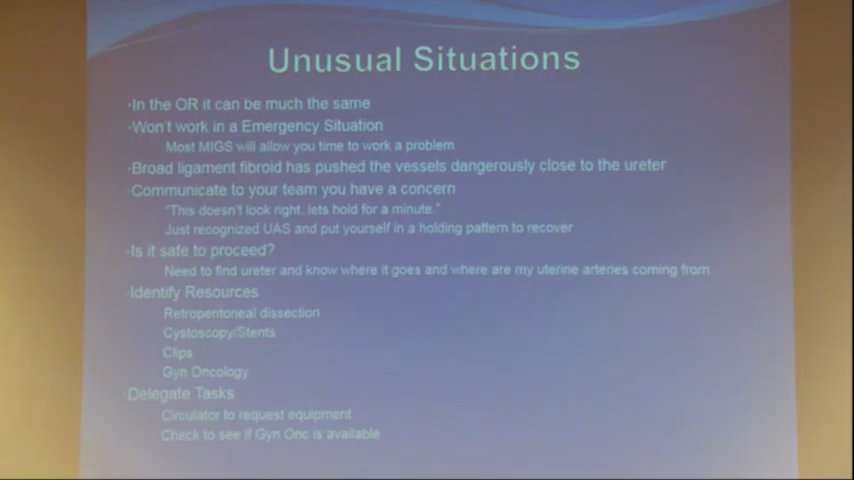 Unusual Situations
·In the OR it can be much the same
·Won't work in a Emergency Situation
Most MIGS will allow you time to work a problem
·Broad ligament fibroid has pushed the vessels dangerously close to the ureter
·Communicate to your team you have a concern
"This doesn't look right..lets hold for a minute."
Just recognized UAS and put yourself in a holding pattern to recover
·Is it safe to proceed?
Need to find ureter and know where it goes and where are my uterine arteries coming from
·Identify Resources
Retroperitoneal dissection
Cystoscopy/Stents
Clips
Gyn Oncology
·Delegate Tasks
Circulator to request equipment
Check to see if Gyn Onc is available